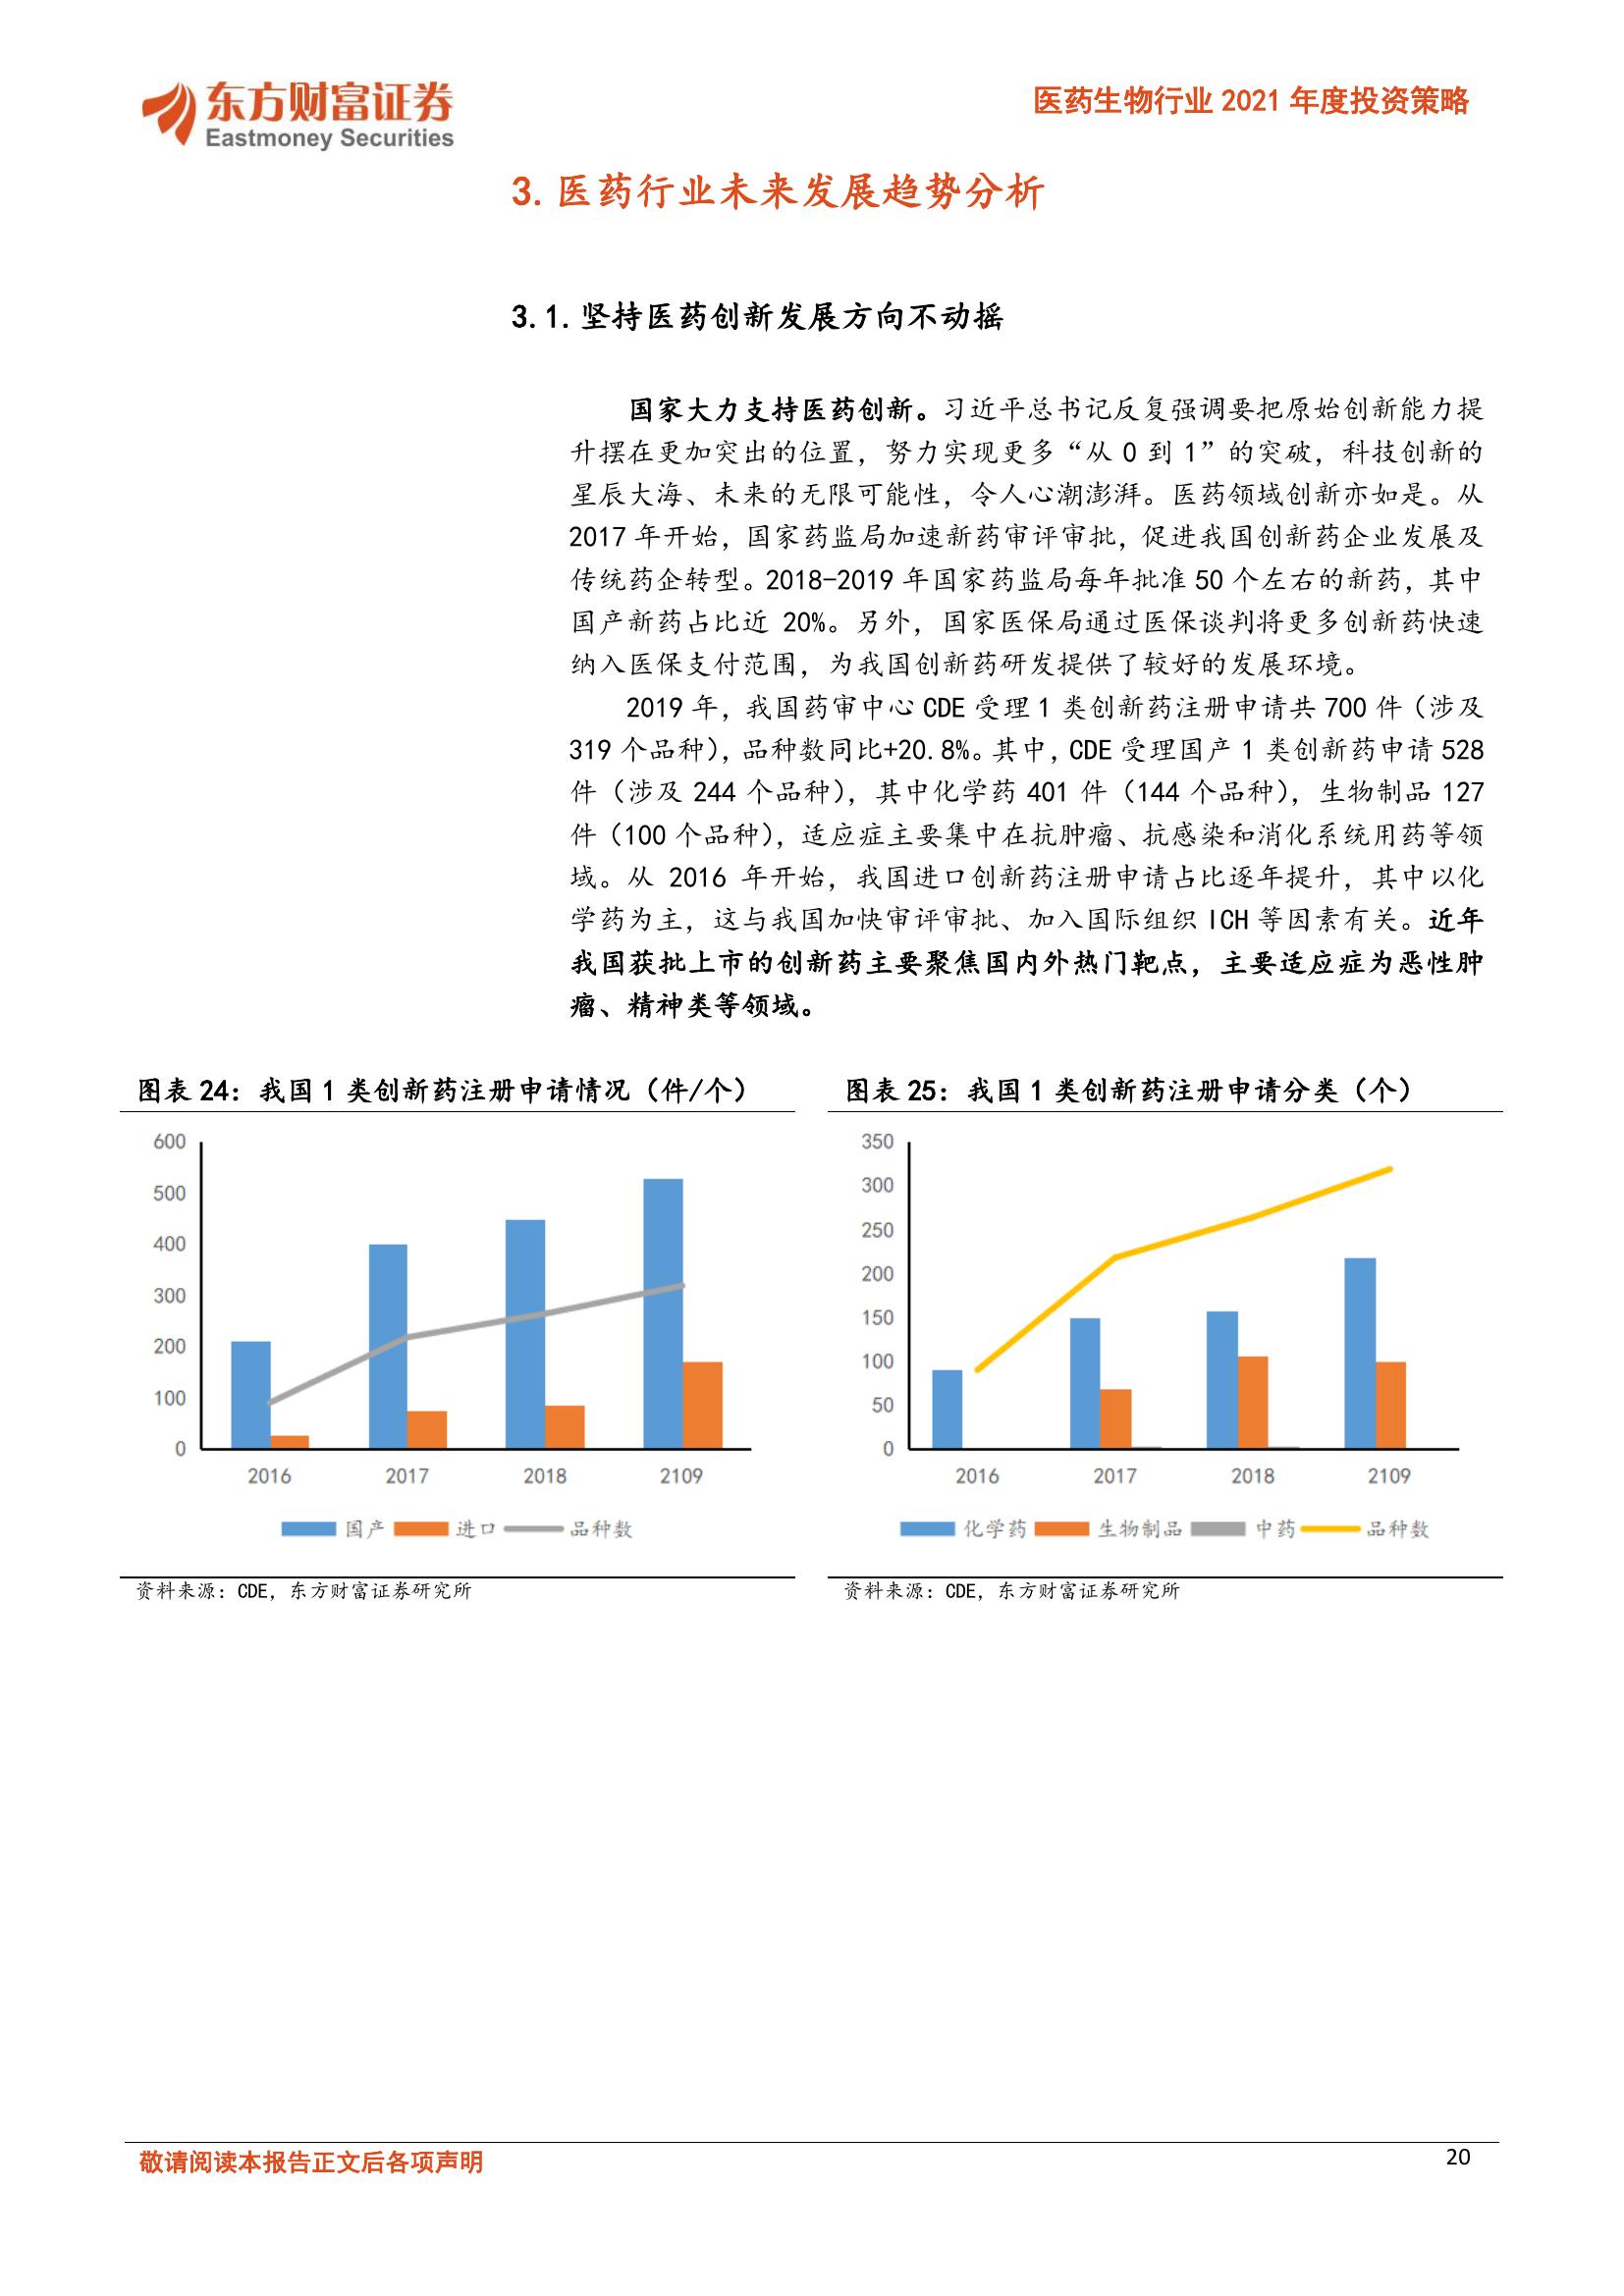 东方财富证券
Eastmoney Securities
医药生物行业 2021 年度投资策略
3. 医药行业未来发展趋势分析
3.1. 坚持医药创新发展方向不动摇
国家大力支持医药创新。习近平总书记反复强调要把原始创新能力提
升摆在更加突出的位置，努力实现更多“从 0 到 1”的突破，科技创新的
星辰大海、未来的无限可能性，令人心潮澎湃。医药领域创新亦如是。从
2017 年开始，国家药监局加速新药审评审批，促进我国创新药企业发展及
传统药企转型。2018-2019 年国家药监局每年批准 50 个左右的新药，其中
国产新药占比近 20%。另外，国家医保局通过医保谈判将更多创新药快速
纳入医保支付范围，为我国创新药研发提供了较好的发展环境。
2019 年，我国药审中心 CDE 受理 1 类创新药注册申请共 700 件（涉及
319 个品种），品种数同比+20.8%。其中，CDE 受理国产 1 类创新药申请 528
件（涉及 244 个品种），其中化学药 401 件（144 个品种），生物制品 127
件（100 个品种），适应症主要集中在抗肿瘤、抗感染和消化系统用药等领
域。从 2016 年开始，我国进口创新药注册申请占比逐年提升，其中以化
学药为主，这与我国加快审评审批、加入国际组织 ICH 等因素有关。近年
我国获批上市的创新药主要聚焦国内外热门靶点，主要适应症为恶性肿
瘤、精神类等领域。
图表 24：我国 1 类创新药注册申请情况（件/个）
600
500
400
300
200
100
0
2016 2017 2018 2109
国产 进口 品种数
资料来源：CDE，东方财富证券研究所
图表 25：我国 1 类创新药注册申请分类（个）
350
300
250
200
150
100
50
0
2016 2017 2018 2109
化学药 生物制品 中药 品种数
资料来源：CDE，东方财富证券研究所
敬请阅读本报告正文后各项声明
20